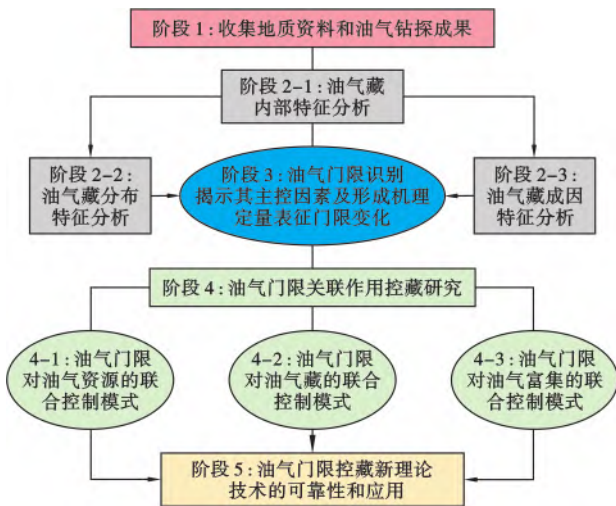 阶段 1:收集地质资料和油气钻探成果
阶段 2-1:油气藏
内部特征分析
阶段 2-2:
油气藏分布
特征分析
阶段 3:油气门限识别
揭示其主控因素及形成机理
定量表征门限变化
阶段 2-3:
油气藏成因
特征分析
阶段 4:油气门限关联作用控藏研究
4-1:油气门限
对油气资源的联
合控制模式
4-2:油气门限
对油气藏的联合
控制模式
4-3:油气门限
对油气富集的联
合控制模式
阶段 5:油气门限控藏新理论
技术的可靠性和应用